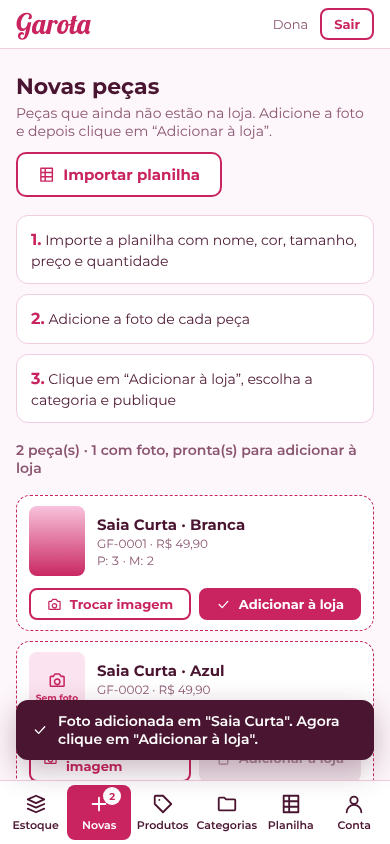 Garota
Dona
Sair
Novas peças
Peças que ainda não estão na loja. Adicione a foto
e depois clique em “Adicionar à loja”.
Importar planilha
1. Importe a planilha com nome, cor, tamanho,
preço e quantidade
2. Adicione a foto de cada peça
3. Clique em “Adicionar à loja”, escolha a
categoria e publique
2 peça(s) · 1 com foto, pronta(s) para adicionar à
loja
Saia Curta · Branca
GF-0001 · R$ 49,90
P: 3 · M: 2
Trocar imagem
Adicionar à loja
Saia Curta · Azul
GF-0002 · R$ 49,90
Sem foto
Foto adicionada em "Saia Curta". Agora
clique em "Adicionar à loja".
imagem
Adicionar à loja
2
Estoque
Novas
Produtos
Categorias
Planilha
Conta